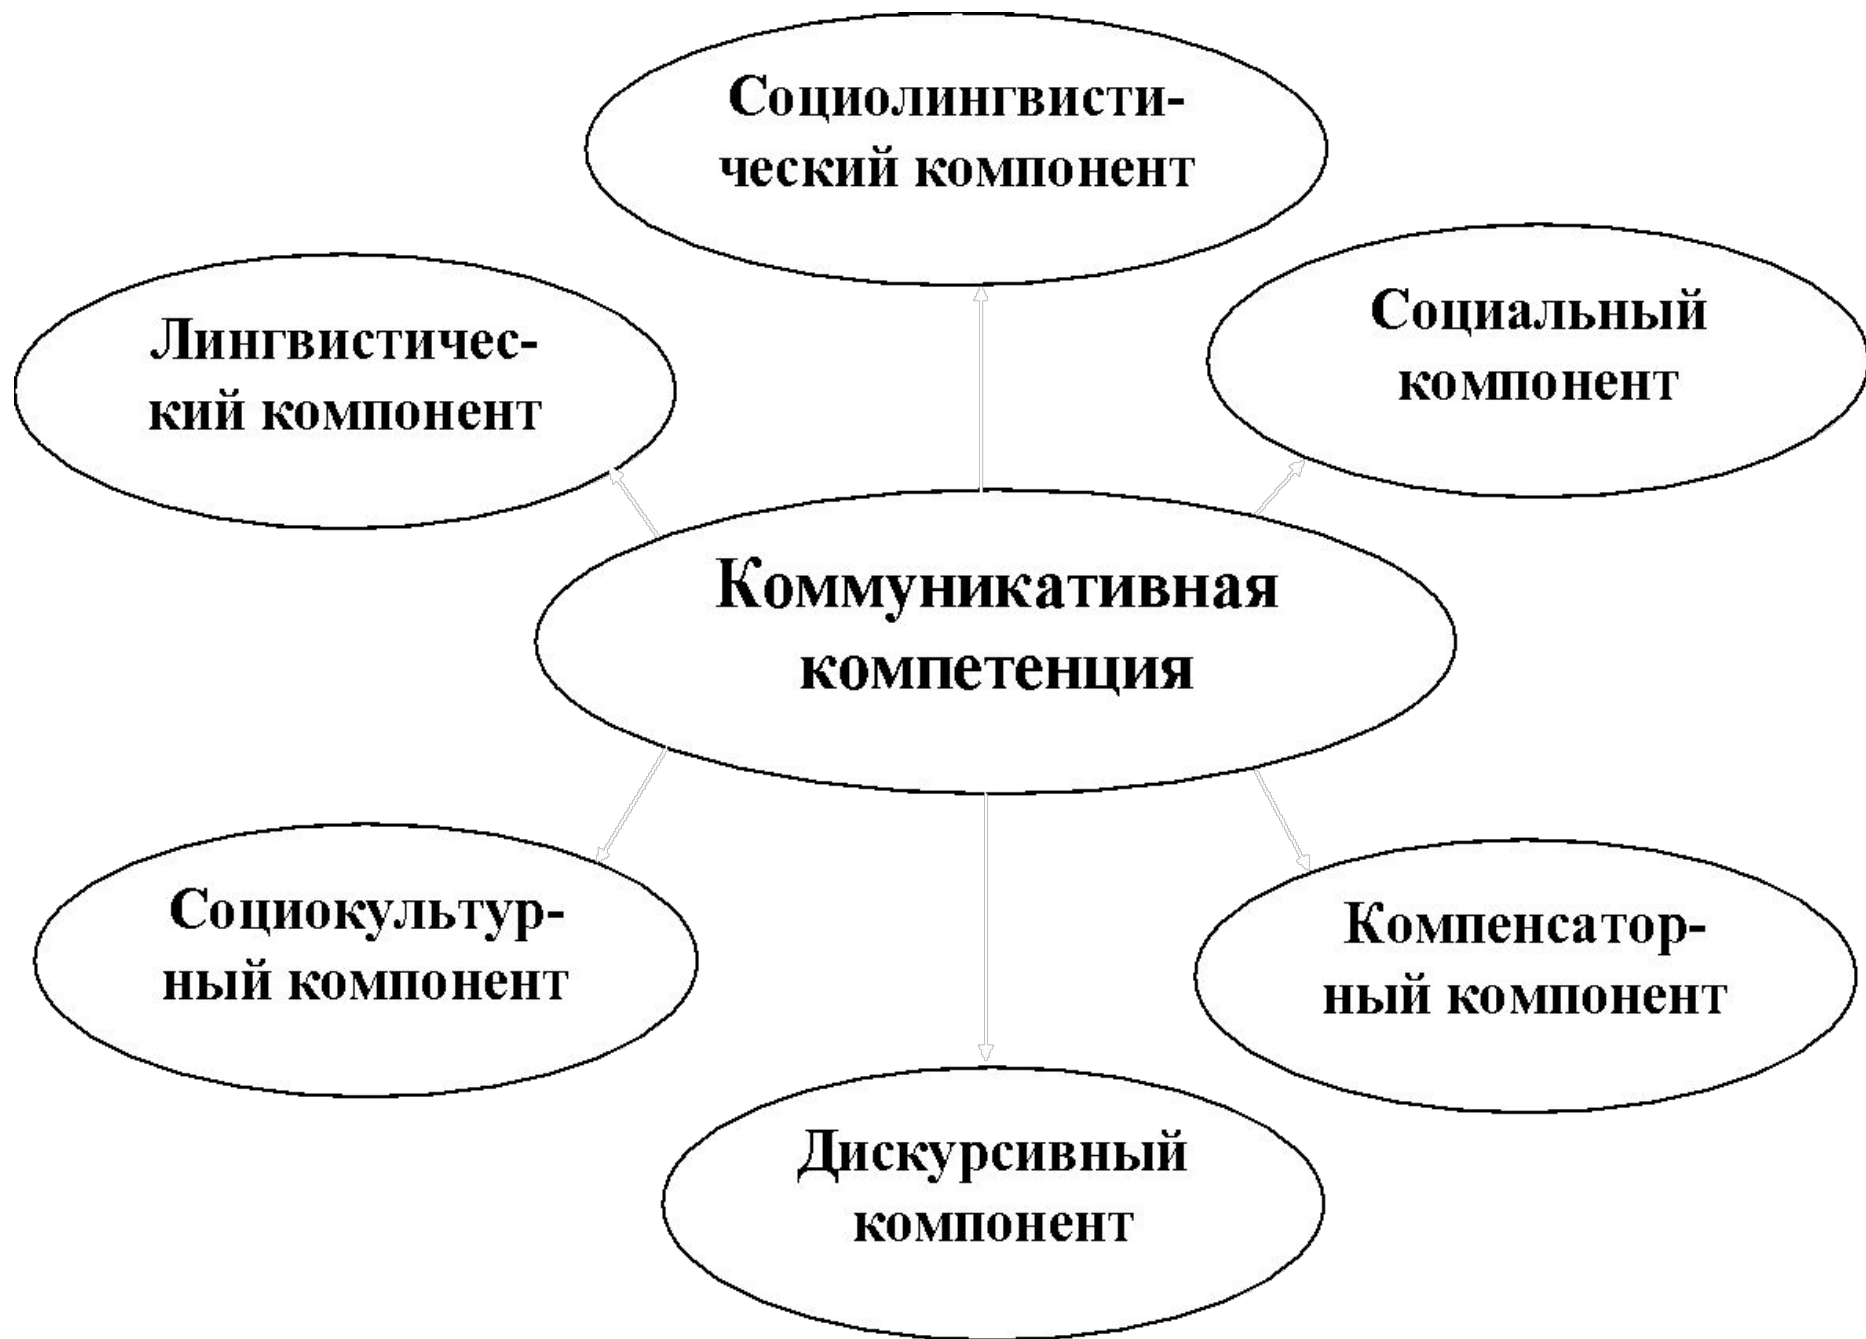 Социолингвисти-
ческий компонент
Лингвистичес-
кий компонент
Социальный
компонент
Коммуникативная
компетенция
Социокультур-
ный компонент
Компенсатор-
ный компонент
Дискурсивный
компонент